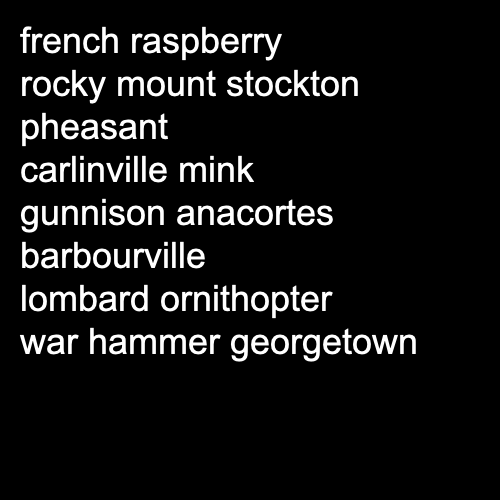 french raspberry
rocky mount stockton
pheasant
carlinville mink
gunnison anacortes
barbourville
lombard ornithopter
war hammer georgetown